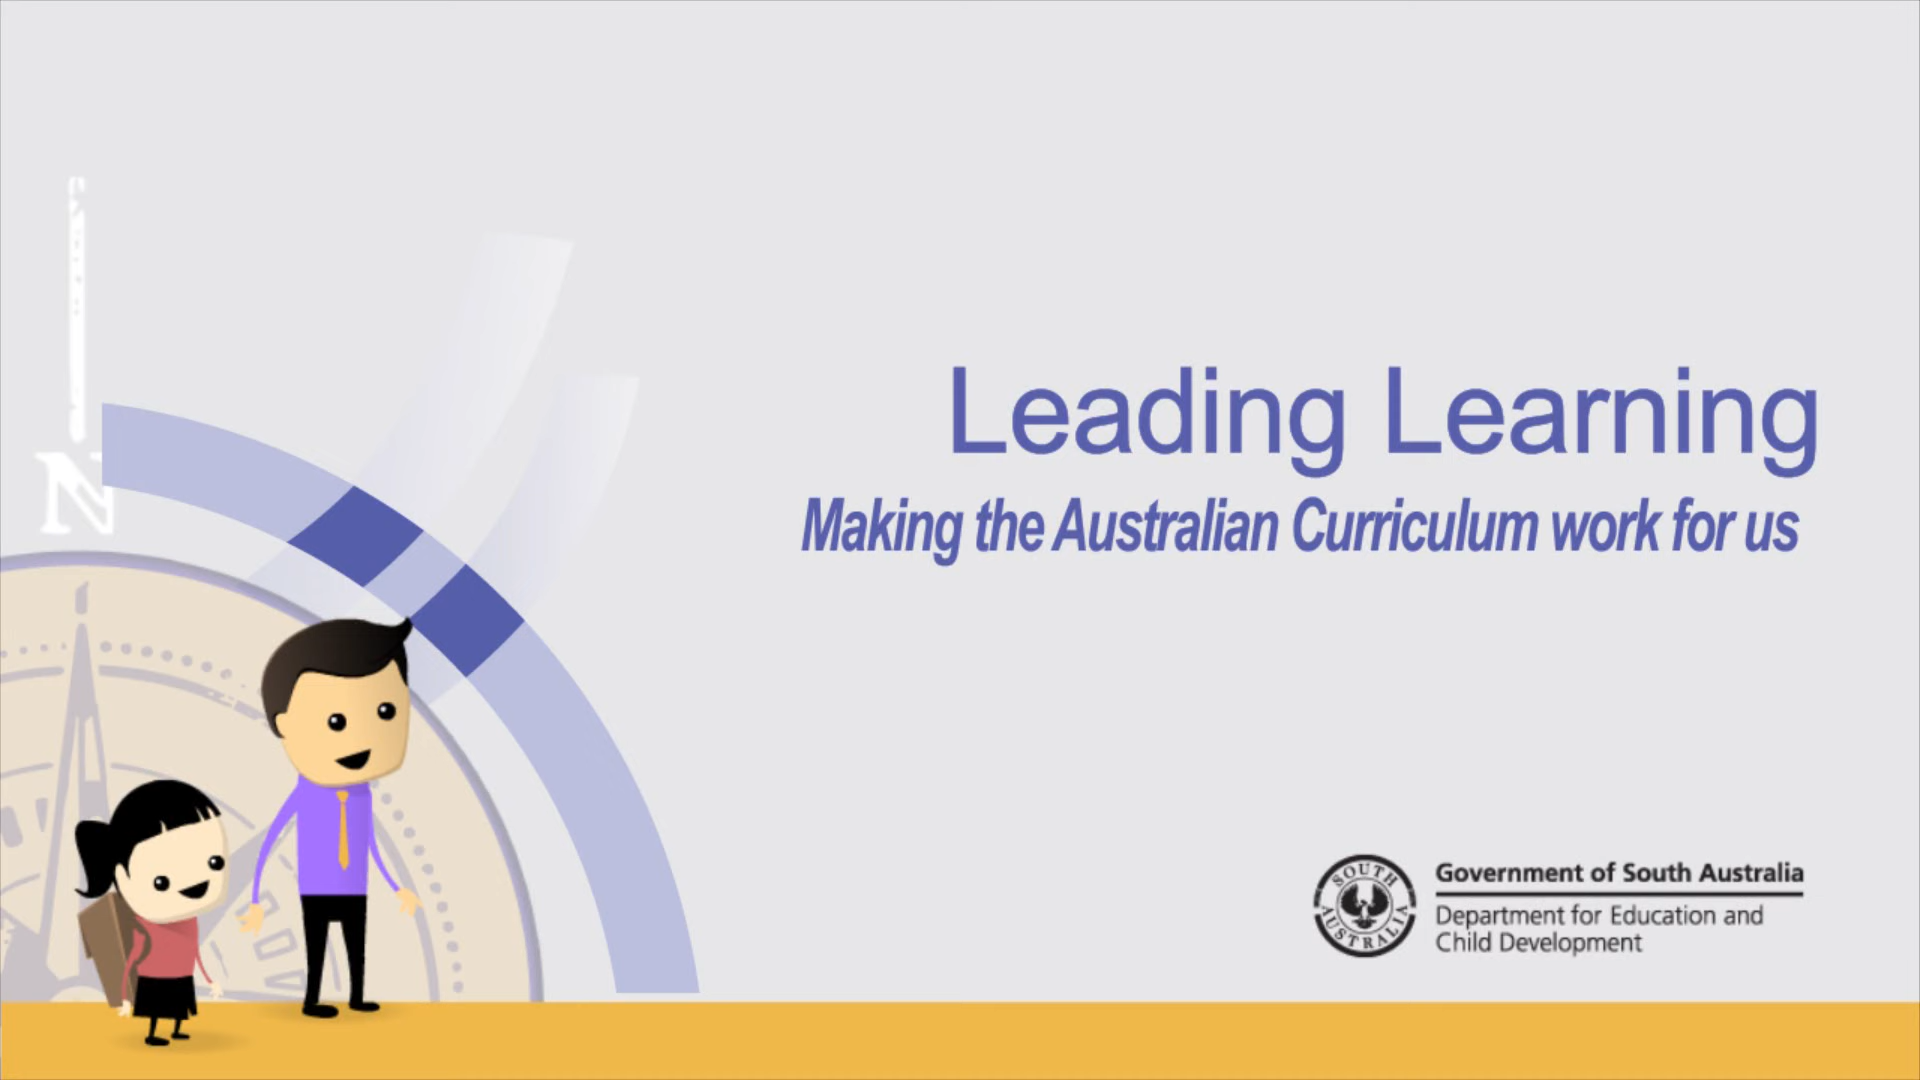 N
Leading Learning
Making the Australian Curriculum work for us
SOUTH
AUSTRALIA
Government of South Australia
Department for Education and
Child Development